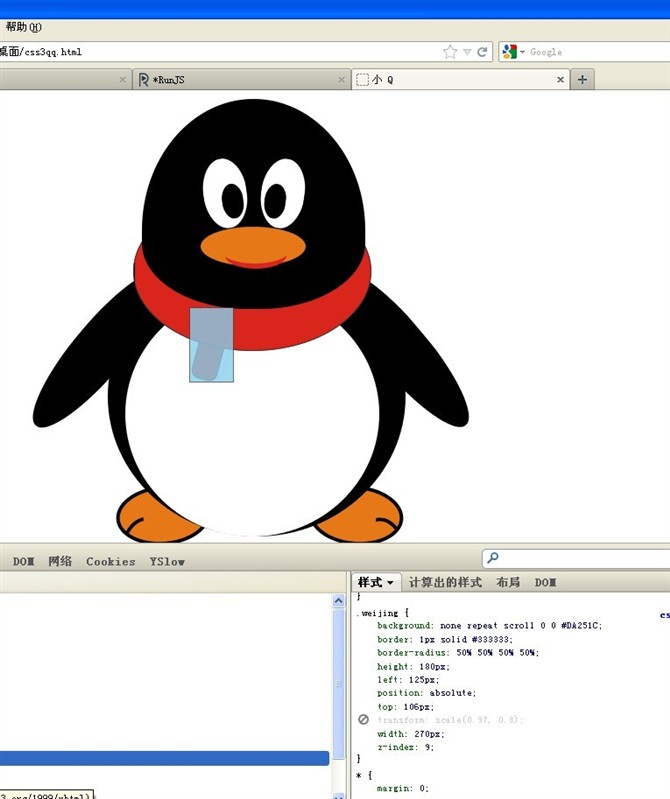 帮助(H)
桌面/css3qq.html
Google
*RunJS
小 Q
DOM 网络 Cookies YSlow
样式 计算出的样式 布局 DOM
}
.weijing {
cs
background: none repeat scroll 0 0 #DA251C;
border: 1px solid #333333;
border-radius: 50% 50% 50% 50%;
height: 180px;
left: 125px;
position: absolute;
top: 106px;
transform: scale(0.97, 0.8);
width: 270px;
z-index: 9;
}
* {
margin: 0;
3.org/1999/xhtml)